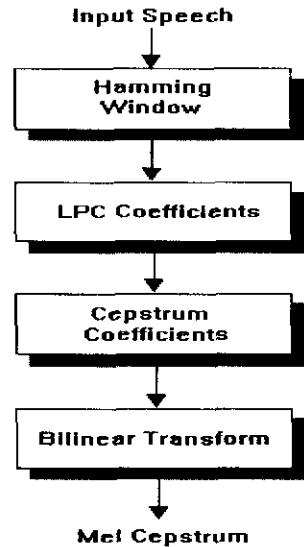 Input Speech
Hamming
Window
LPC Coefficients
Cepstrum
Coefficients
Bilinear Transform
Mel Cepstrum